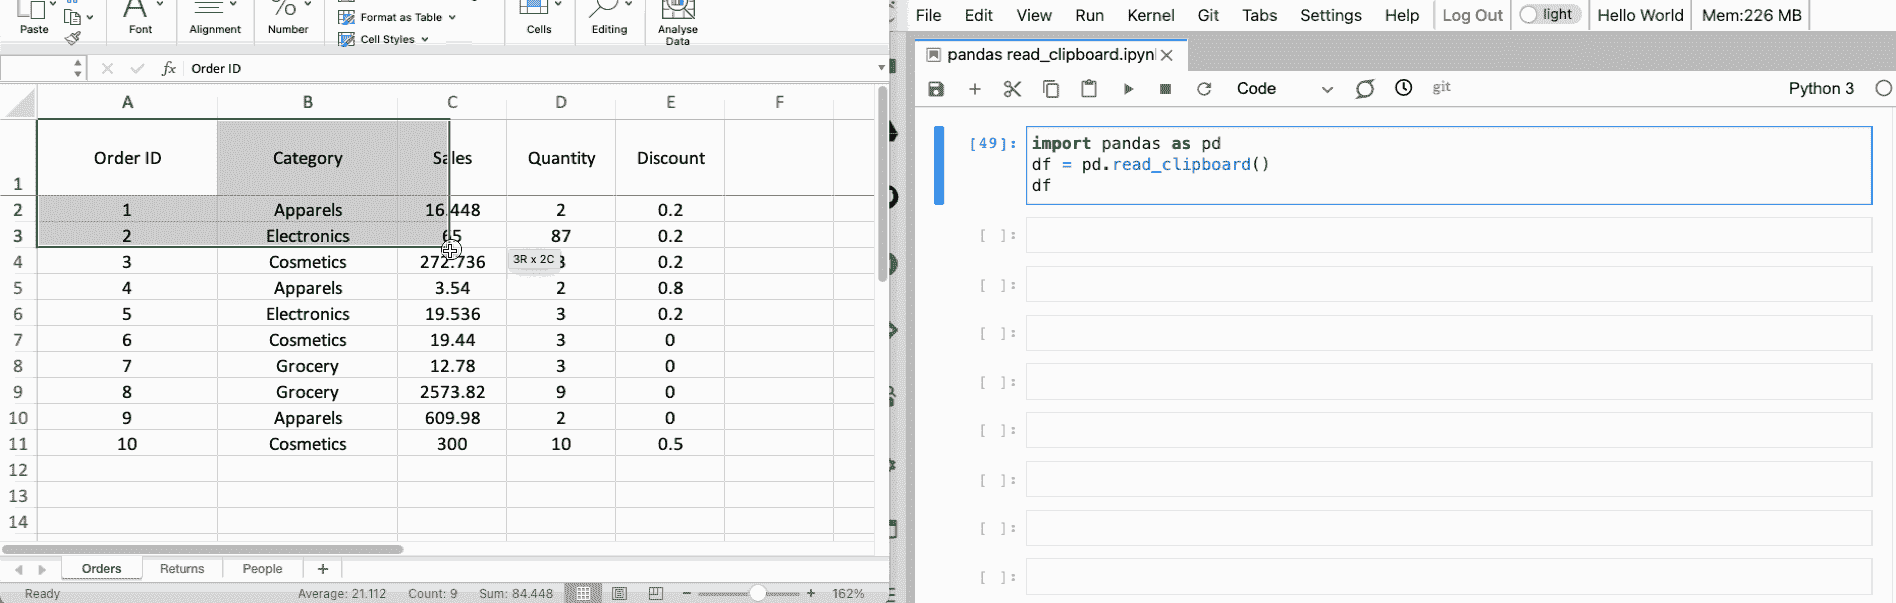 Paste
Font
Alignment
Number
%
Format as Table
Cell Styles
Cells
Editing
Analyse
Data
fx Order ID
A B C D E F
Order ID Category Sales Quantity Discount
1
2 1 Apparels 16.448 2 0.2
3 2 Electronics 65 87 0.2
4 3 Cosmetics 272.736 3 0.2
3R x 2C
5 4 Apparels 3.54 2 0.8
6 5 Electronics 19.536 3 0.2
7 6 Cosmetics 19.44 3 0
8 7 Grocery 12.78 3 0
9 8 Grocery 2573.82 9 0
10 9 Apparels 609.98 2 0
11 10 Cosmetics 300 10 0.5
12
13
14
Orders Returns People +
Ready Average: 21.112 Count: 9 Sum: 84.448 − + 162%
File Edit View Run Kernel Git Tabs Settings Help Log Out light Hello World Mem:226 MB
pandas read_clipboard.ipyn
Code git Python 3
[49]: import pandas as pd
df = pd.read_clipboard()
df
[ ]:
[ ]:
[ ]:
[ ]:
[ ]:
[ ]:
[ ]:
[ ]: